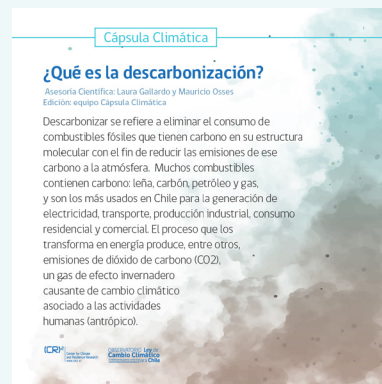 Cápsula Climática
¿Qué es la descarbonización?
Asesoría Científica: Laura Gallardo y Mauricio Osses
Edición: equipo Cápsula Climática
Descarbonizar se refiere a eliminar el consumo de
combustibles fósiles que tienen carbono en su estructura
molecular con el fin de reducir las emisiones de ese
carbono a la atmósfera. Muchos combustibles
contienen carbono: leña, carbón, petróleo y gas,
y son los más usados en Chile para la generación de
electricidad, transporte, producción industrial, consumo
residencial y comercial. El proceso que los
transforma en energía produce, entre otros,
emisiones de dióxido de carbono (CO2),
un gas de efecto invernadero
causante de cambio climático
asociado a las actividades
humanas (antrópico).
(CR)2
Center for Climate
and Resilience Research
OBSERVATORIO Ley de
Cambio Climático
Chile